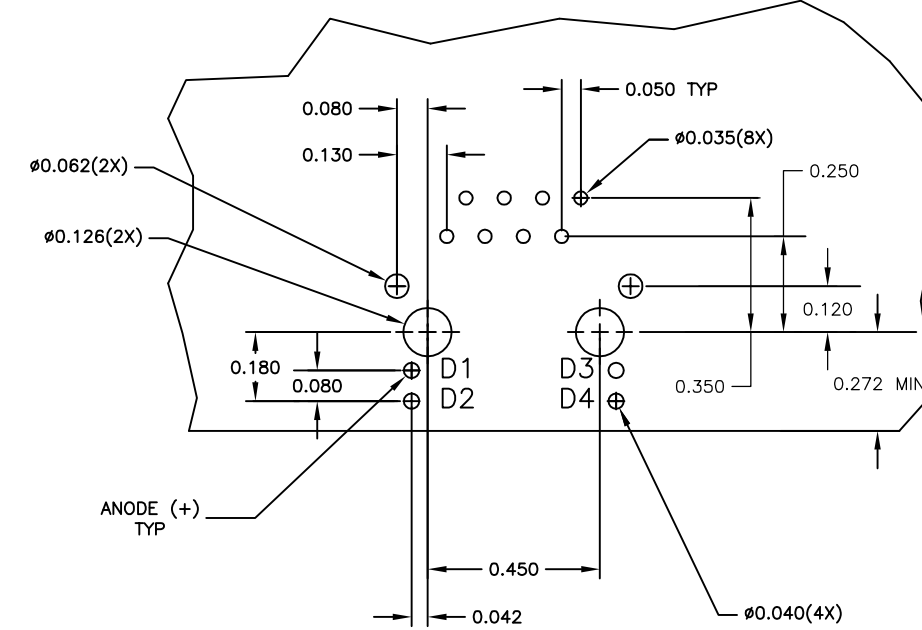 0.050 TYP
0.080
ø0.035(8X)
0.130
ø0.062(2X)
0.250
ø0.126(2X)
0.120
0.180
D1
D3
0.080
0.350
0.272 MIN
D2
D4
ANODE (+)
TYP
0.450
0.042
ø0.040(4X)